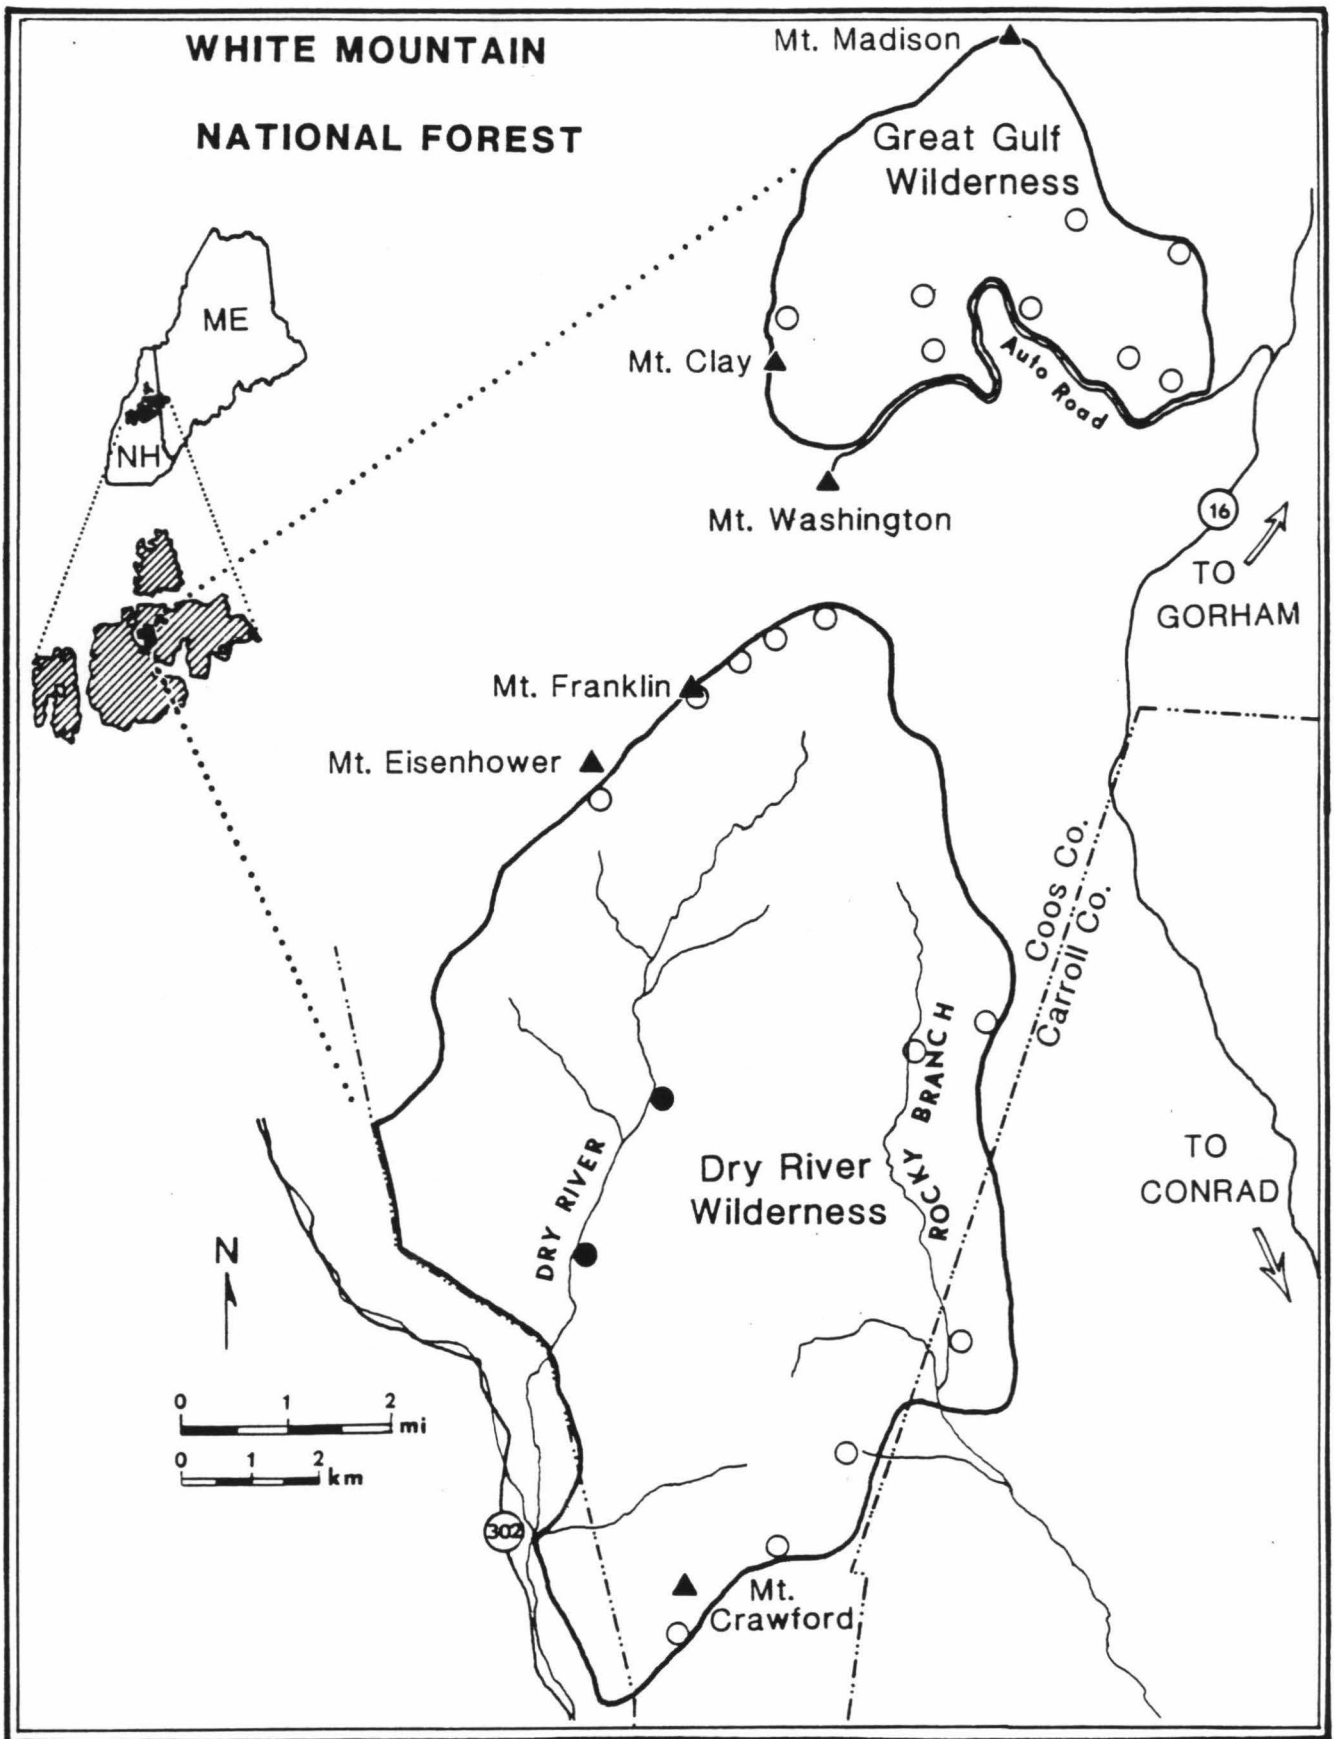 WHITE MOUNTAIN
NATIONAL FOREST
Mt. Madison
Great Gulf
Wilderness
ME
NH
Mt. Clay
Auto Road
Mt. Washington
16
TO
GORHAM
Mt. Franklin
Mt. Eisenhower
Coos Co.
Carroll Co.
ROCKY BRANCH
DRY RIVER
Dry River
Wilderness
TO
CONRAD
N
0 1 2
mi
0 1 2
km
302
Mt.
Crawford